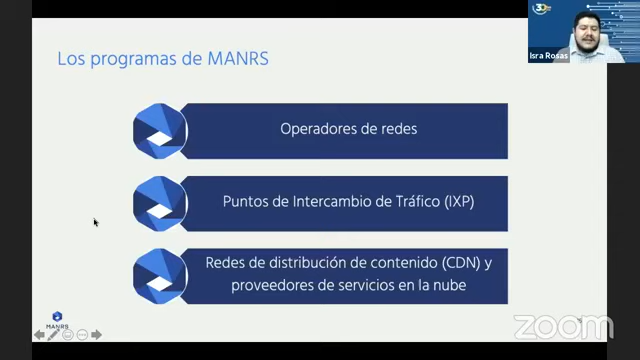 Los programas de MANRS
Isra Rosas
Operadores de redes
Puntos de Intercambio de Tráfico (IXP)
Redes de distribución de contenido (CDN) y
proveedores de servicios en la nube
MANRS
zoom